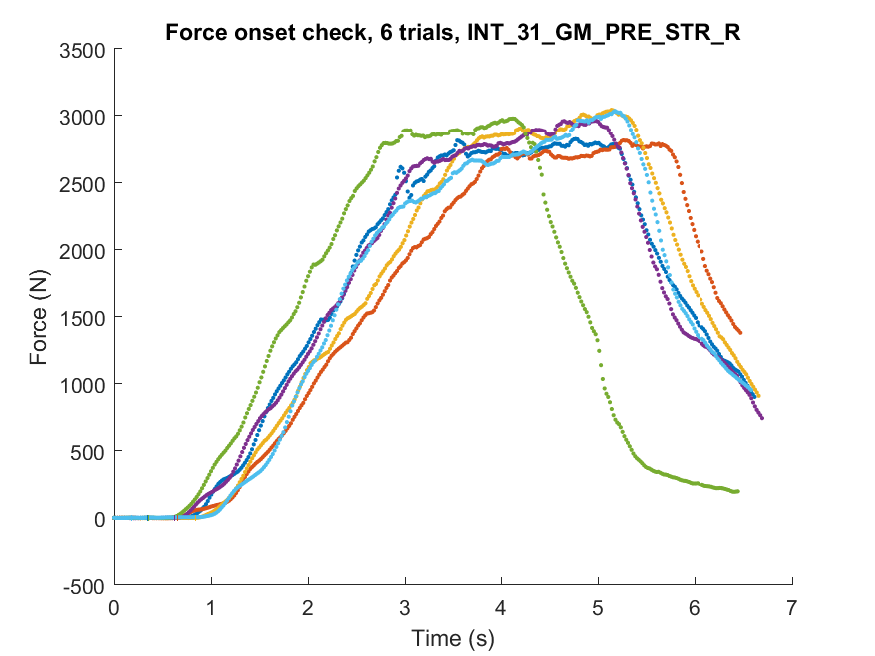 Force onset check, 6 trials, INT_31_GM_PRE_STR_R
3500
3000
2500
2000
1500
1000
500
0
-500
Force (N)
0 1 2 3 4 5 6 7
Time (s)